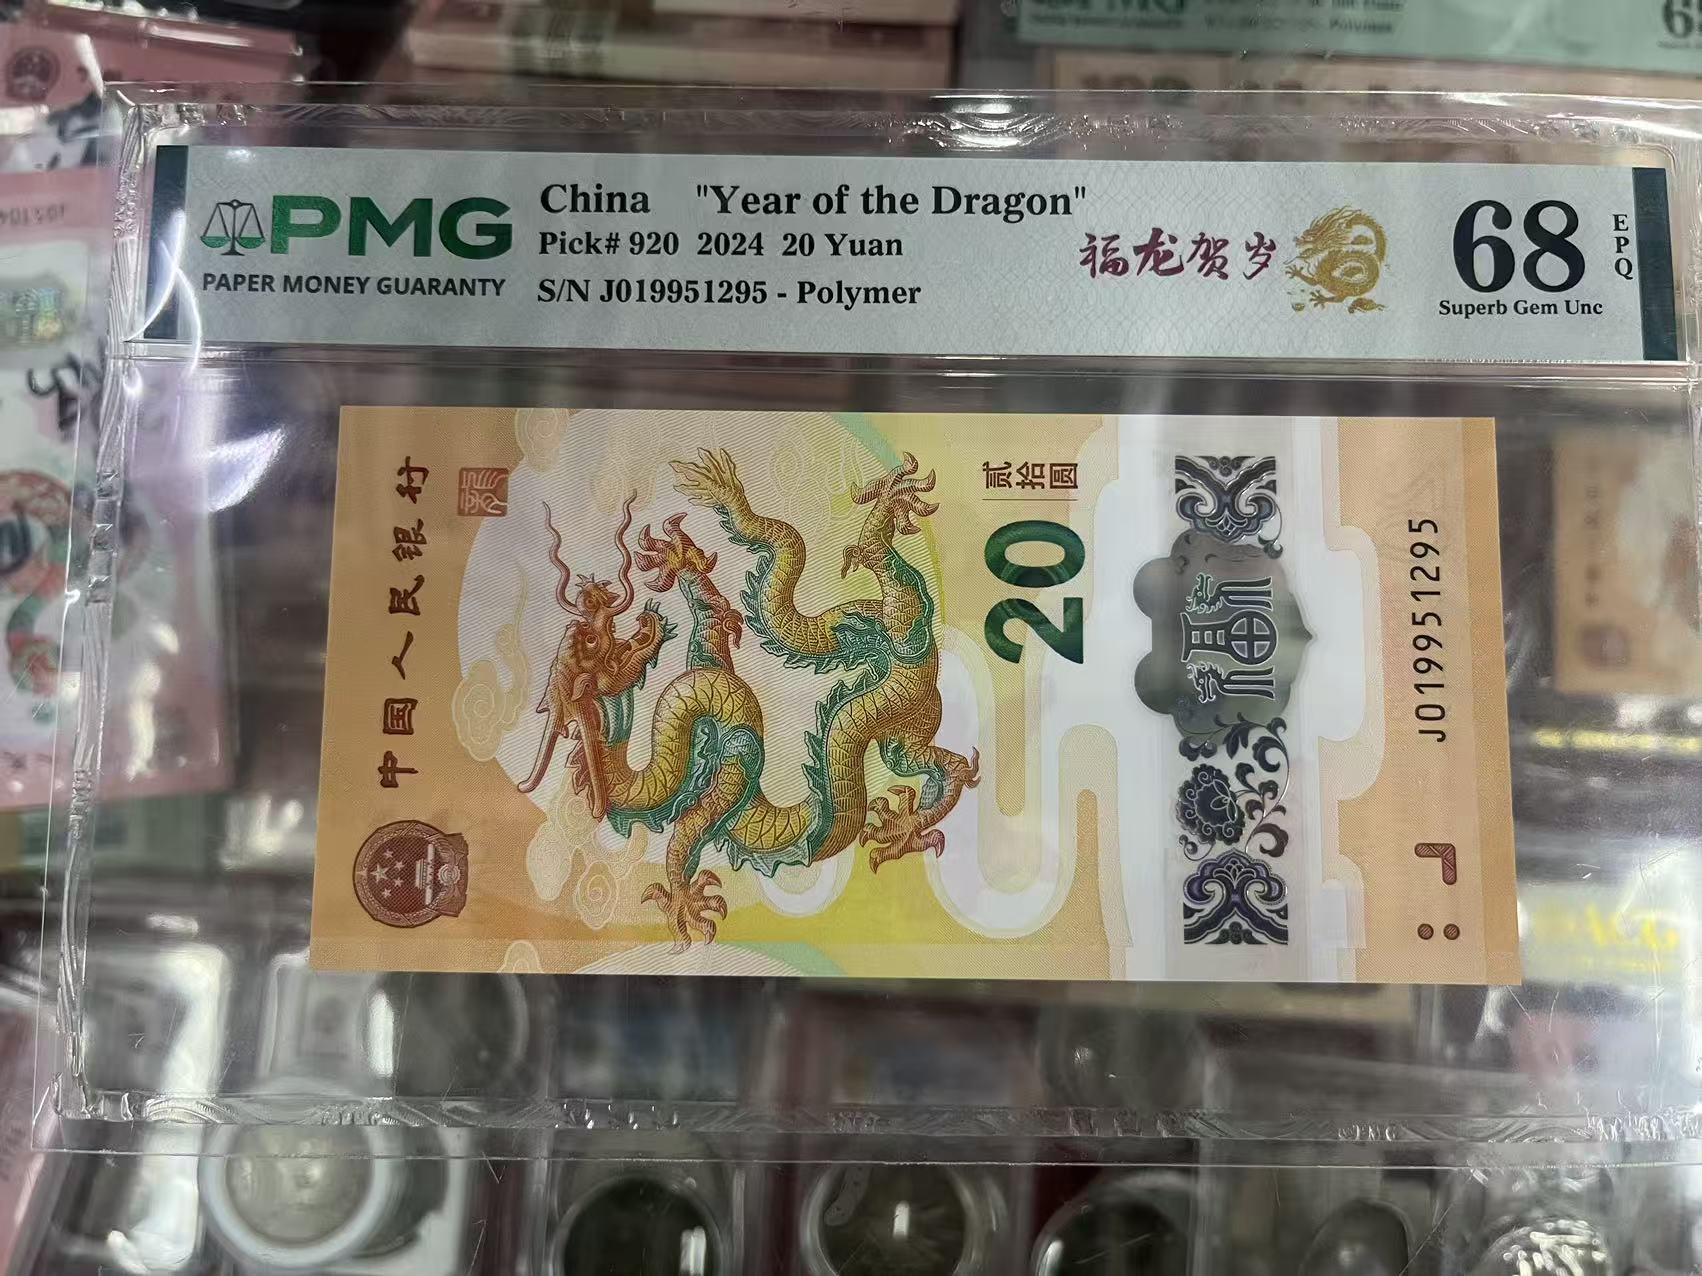 PMG
PAPER MONEY GUARANTY
China "Year of the Dragon"
Pick# 920 2024 20 Yuan
S/N J019951295 - Polymer
福龙贺岁
68
EPQ
Superb Gem Unc
中国人民银行
贰拾圆
20
J019951295